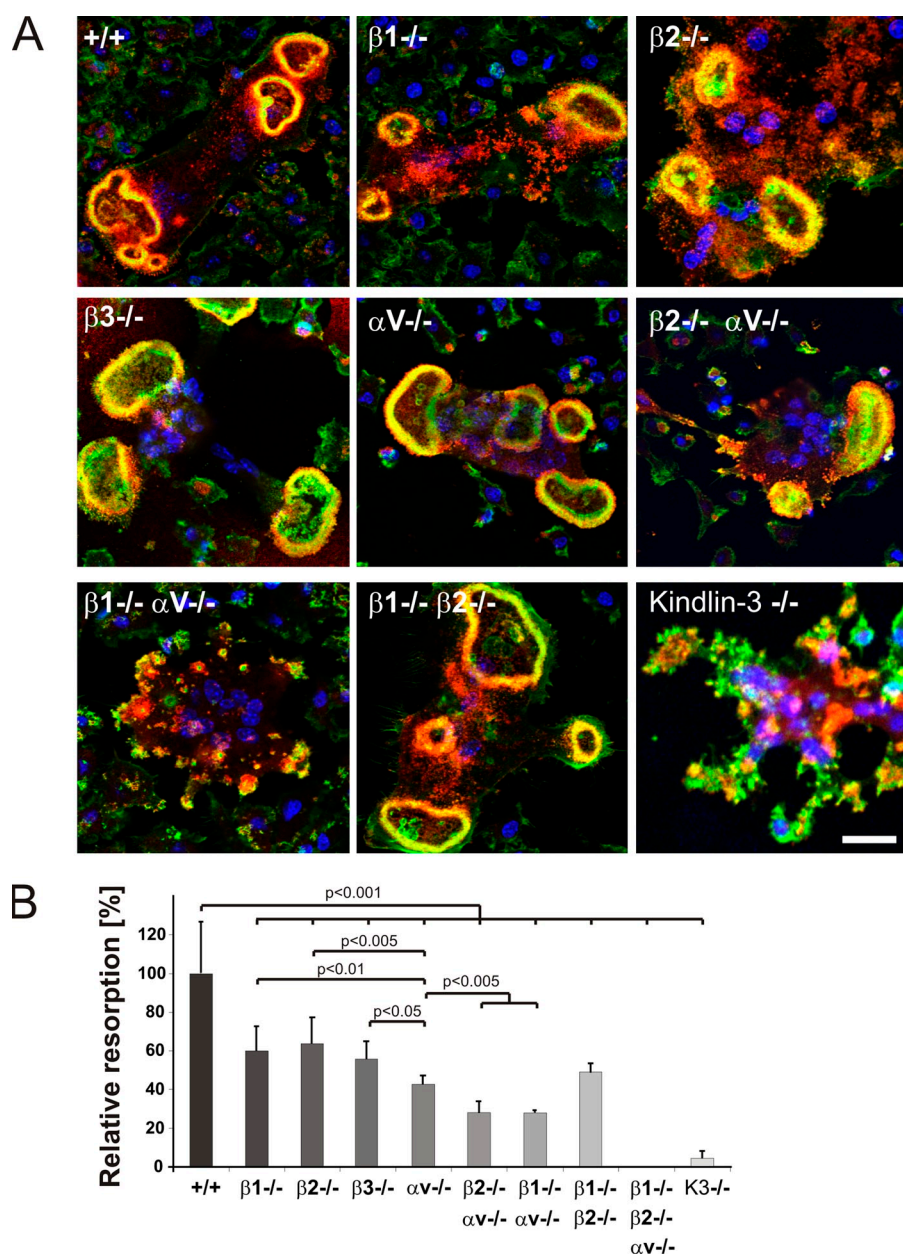 A
+/+
β1-/-
β2-/-
β3-/-
αV-/-
β2-/- αV-/-
β1-/- αV-/-
β1-/- β2-/-
Kindlin-3 -/-
B
Relative resorption [%]
120
100
80
60
40
20
0
p<0.001
p<0.005
p<0.01
p<0.005
p<0.05
+/+
β1-/-
β2-/-
β3-/-
αv-/-
β2-/-
αv-/-
β1-/-
αv-/-
β1-/-
β2-/-
β1-/-
β2-/-
αv-/-
K3-/-